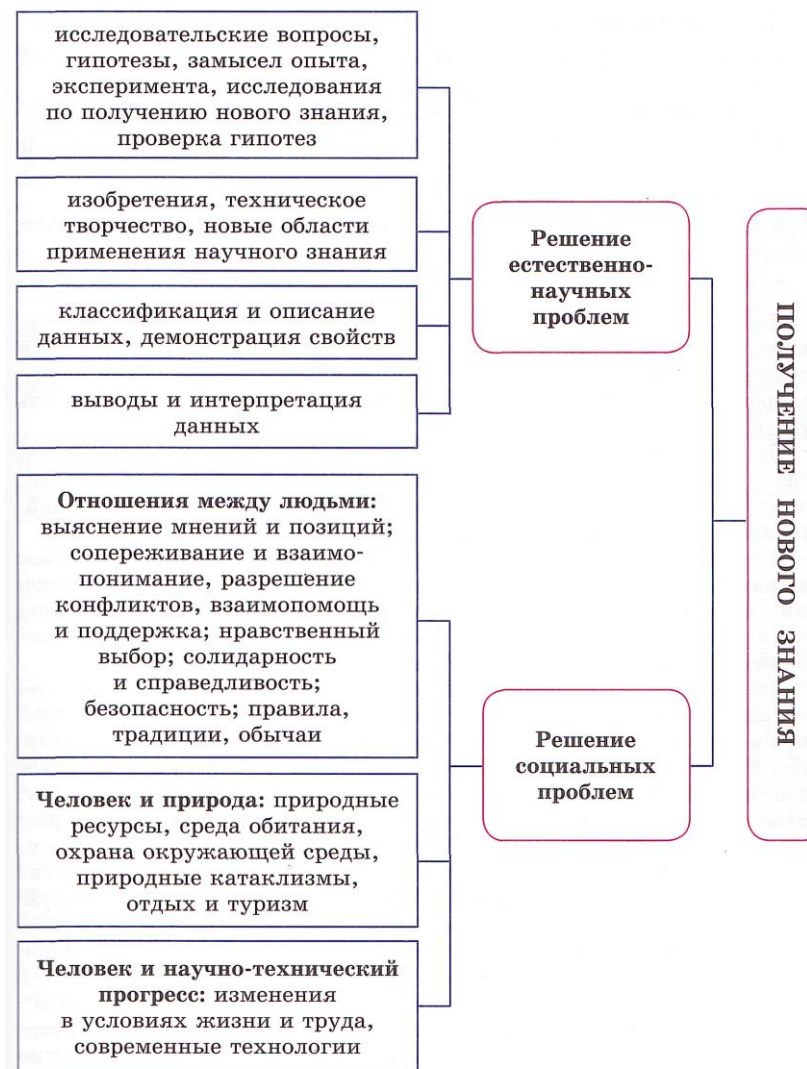 исследовательские вопросы,
гипотезы, замысел опыта,
эксперимента, исследования
по получению нового знания,
проверка гипотез
изобретения, техническое
творчество, новые области
применения научного знания
классификация и описание
данных, демонстрация свойств
выводы и интерпретация
данных
Решение
естественно-
научных
проблем
Отношения между людьми:
выяснение мнений и позиций;
сопереживание и взаимо-
понимание, разрешение
конфликтов, взаимопомощь
и поддержка; нравственный
выбор; солидарность
и справедливость;
безопасность; правила,
традиции, обычаи
Человек и природа: природные
ресурсы, среда обитания,
охрана окружающей среды,
природные катаклизмы,
отдых и туризм
Человек и научно-технический
прогресс: изменения
в условиях жизни и труда,
современные технологии
Решение
социальных
проблем
ПОЛУЧЕНИЕ НОВОГО ЗНАНИЯ